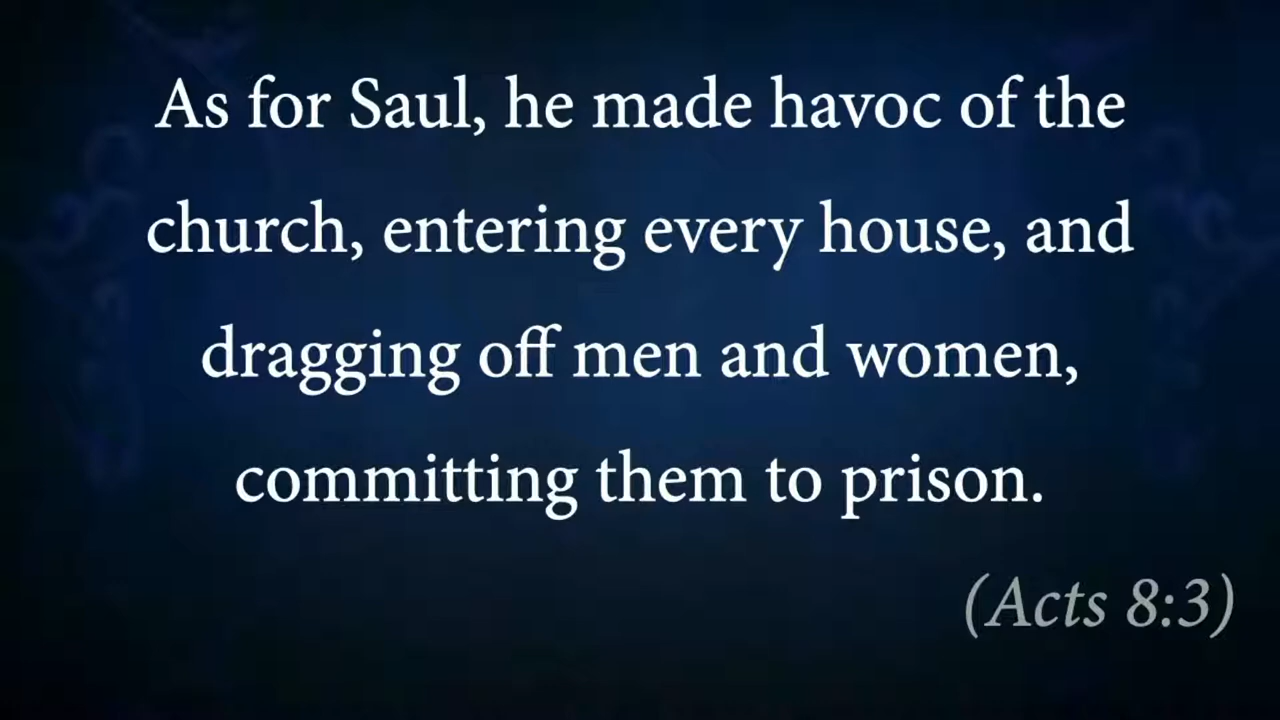 As for Saul, he made havoc of the
church, entering every house, and
dragging off men and women,
committing them to prison.
(Acts 8:3)